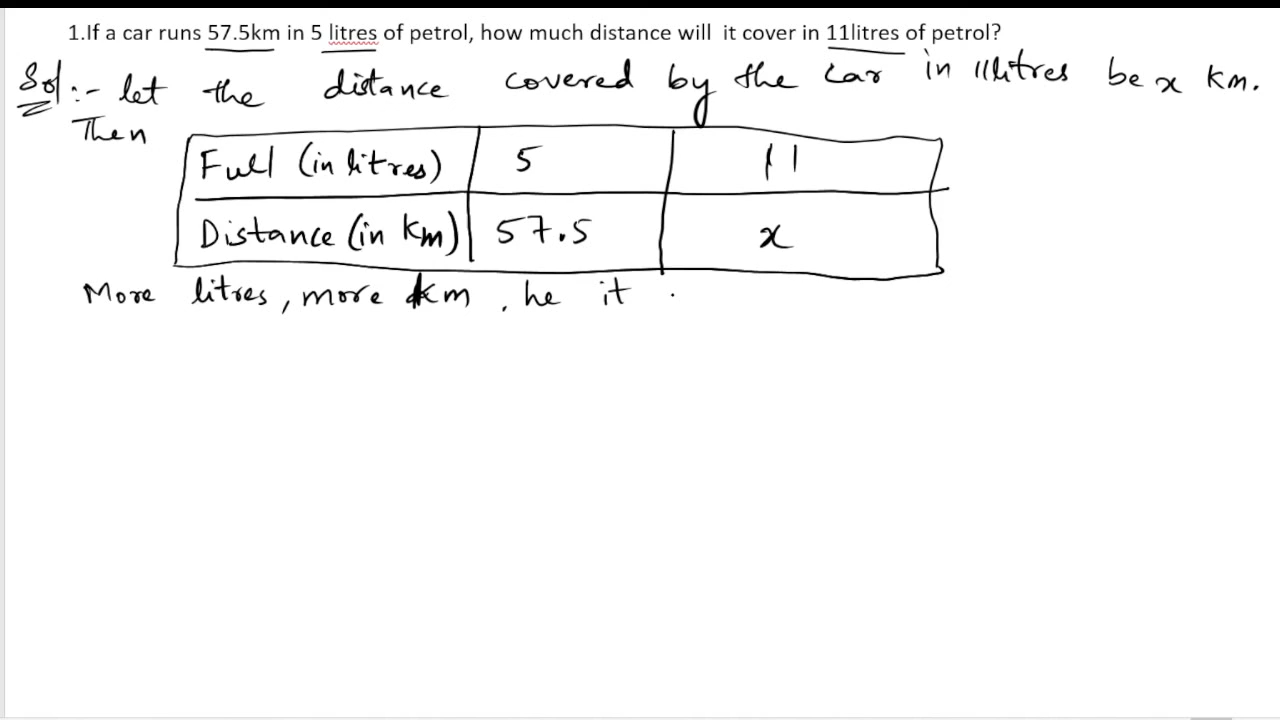 1.If a car runs 57.5km in 5 litres of petrol, how much distance will it cover in 11litres of petrol?
Sol :- let the distance covered by the car in 11litres be x km.
Then
Full (in litres) 5 11
Distance (in km) 57.5 x
More litres, more km, he it .